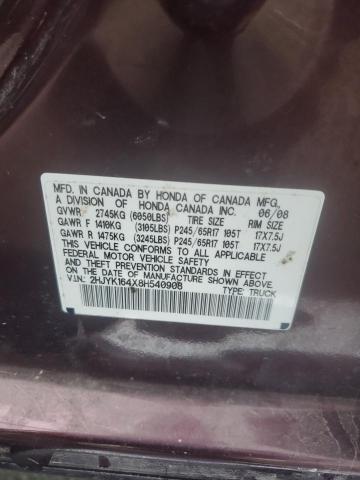 MFD. IN CANADA BY HONDA OF CANADA MFG.
A DIVISION OF HONDA CANADA INC. 06/08
GVWR 2745KG (6050LBS) TIRE SIZE RIM SIZE
GAWR F 1410KG (3105LBS) P245/65R17 105T 17X7.5J
GAWR R 1475KG (3245LBS) P245/65R17 105T 17X7.5J
THIS VEHICLE CONFORMS TO ALL APPLICABLE
FEDERAL MOTOR VEHICLE SAFETY STANDARDS IN EFFECT
ON THE DATE OF MANUFACTURE SHOWN ABOVE.
V.I.N.: 2HJYK164X8H540908 TYPE: TRUCK